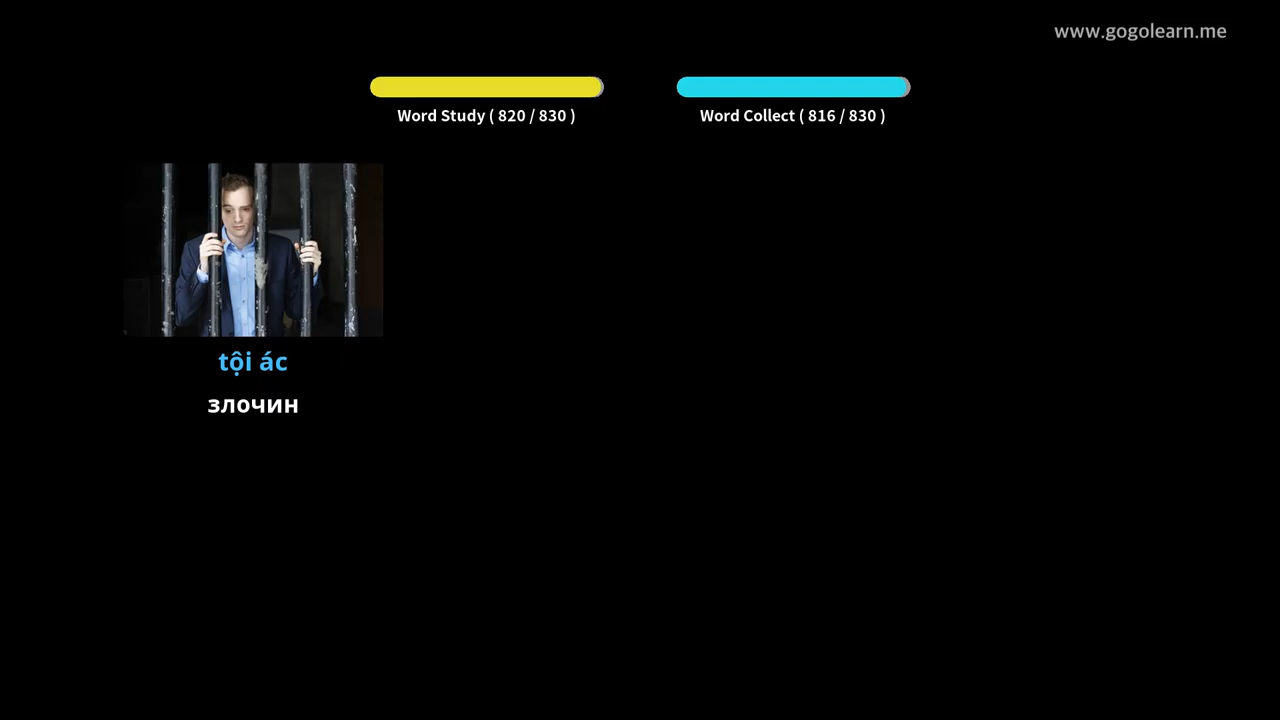 www.gogolearn.me
Word Study ( 820 / 830 )
Word Collect ( 816 / 830 )
tội ác
злочин